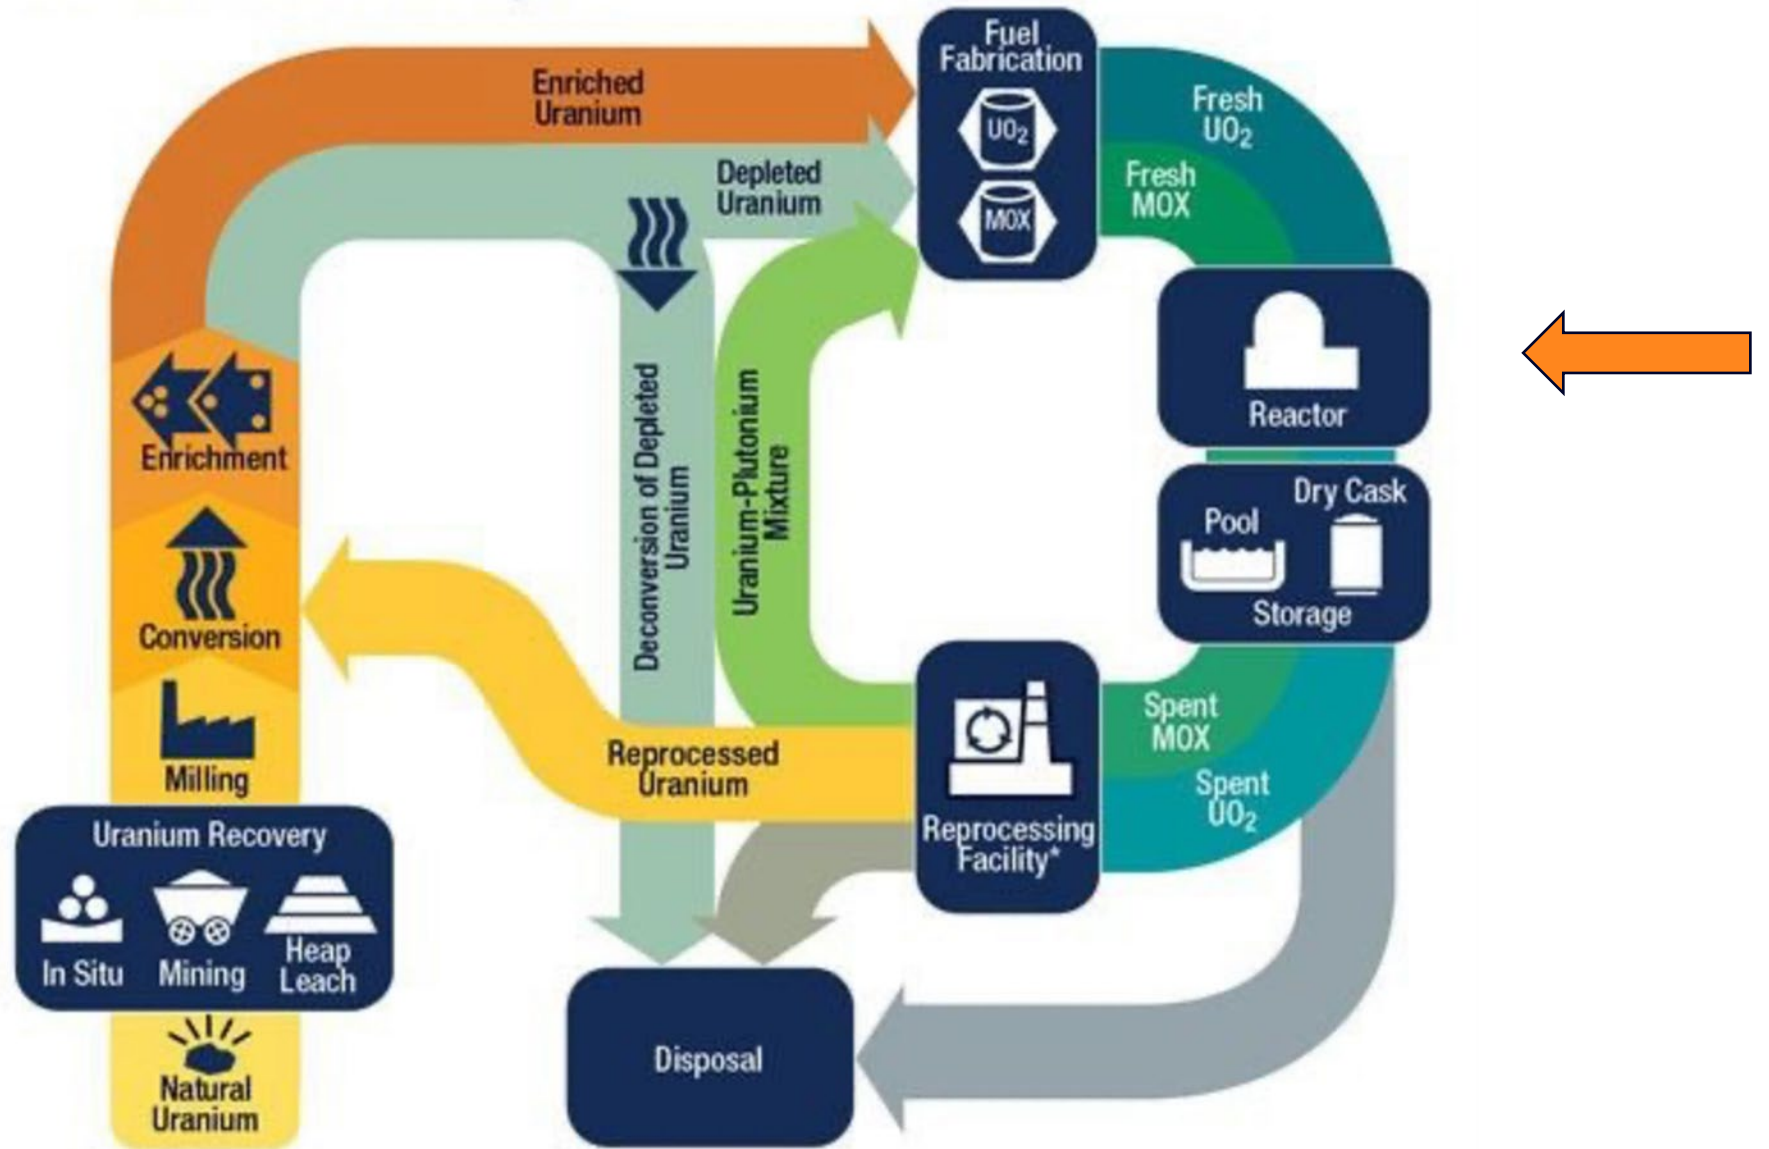 Enriched
Uranium
Depleted
Uranium
Fuel
Fabrication
UO₂
MOX
Fresh
UO₂
Fresh
MOX
Reactor
Dry Cask
Pool
Storage
Enrichment
Conversion
Milling
Uranium Recovery
In Situ
Mining
Heap
Leach
Natural
Uranium
Deconversion of Depleted
Uranium
Uranium-Plutonium
Mixture
Reprocessed
Uranium
Reprocessing
Facility*
Spent
MOX
Spent
UO₂
Disposal